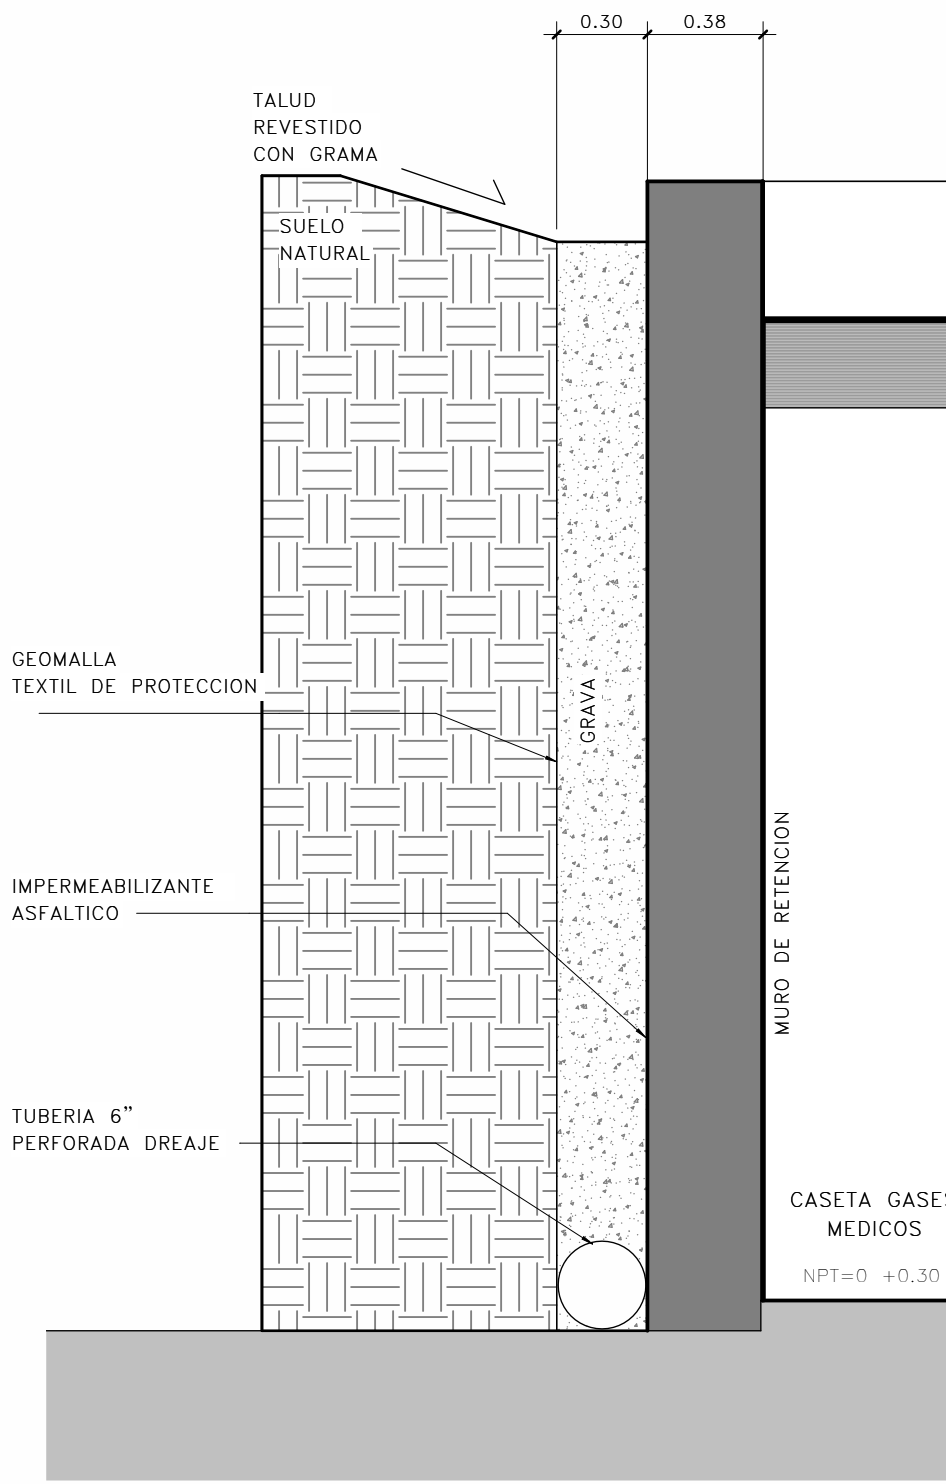 0.30
0.38
TALUD
REVESTIDO
CON GRAMA
SUELO
NATURAL
GEOMALLA
TEXTIL DE PROTECCION
GRAVA
MURO DE RETENCION
IMPERMEABILIZANTE
ASFALTICO
TUBERIA 6”
PERFORADA DREAJE
CASETA GASES
MEDICOS
NPT=0 +0.30